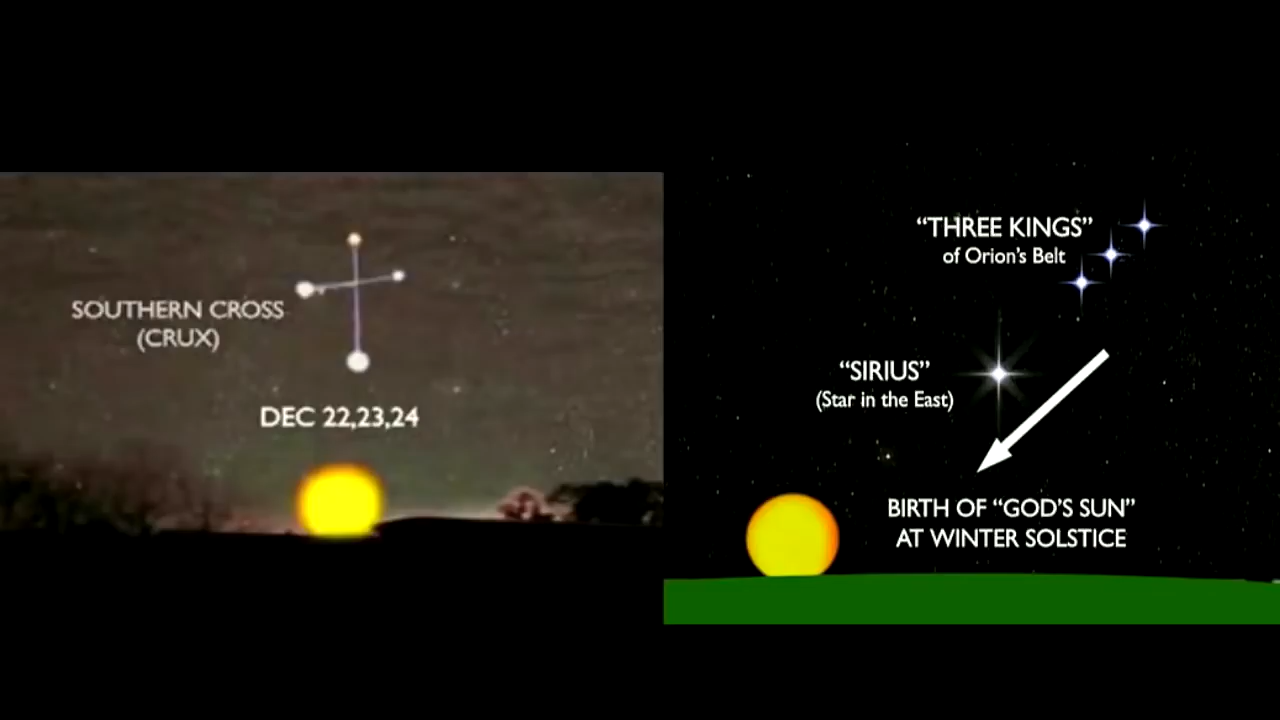 SOUTHERN CROSS
(CRUX)
DEC 22,23,24
“THREE KINGS”
of Orion’s Belt
“SIRIUS”
(Star in the East)
BIRTH OF “GOD’S SUN”
AT WINTER SOLSTICE